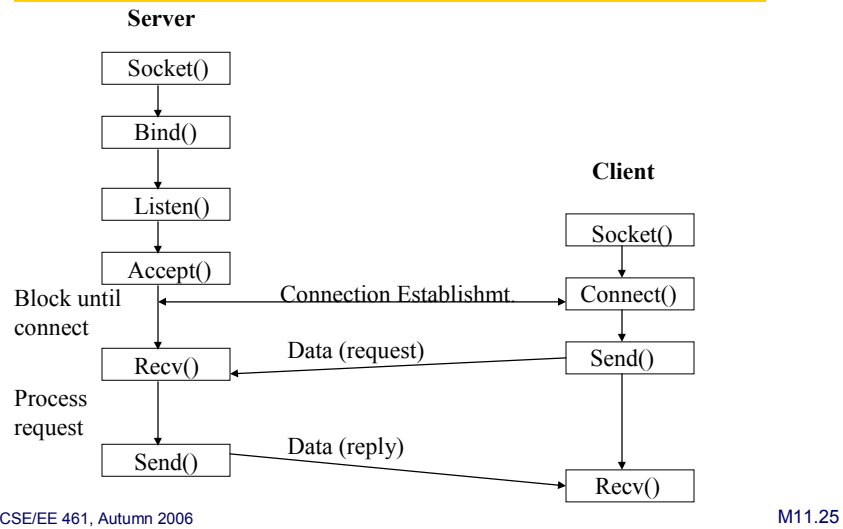 Server
Socket()
Bind()
Client
Listen()
Socket()
Accept()
Block until
connect
Connection Establishmt.
Connect()
Data (request)
Send()
Recv()
Process
request
Data (reply)
Send()
Recv()
CSE/EE 461, Autumn 2006
M11.25